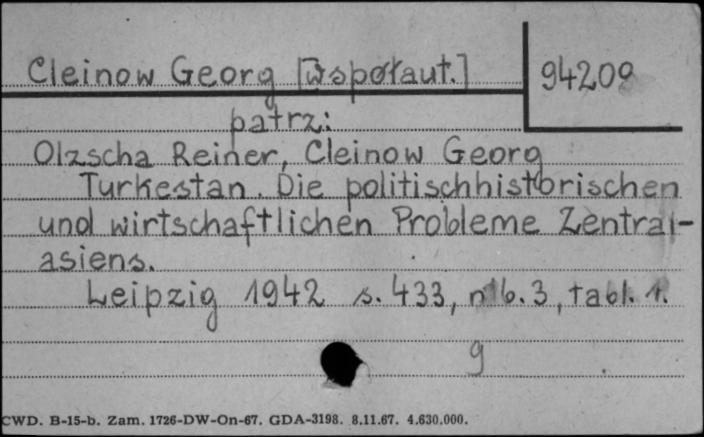 Cleinow Georg [Współaut.]
94209
patrz:
Olzscha Reiner, Cleinow Georg
Turkestan. Die politischhistorischen
und wirtschaftlichen Probleme Zentral-
asiens.
Leipzig 1942 s. 433, nlb. 3, tabl. 1.
9
CWD. B-15-b. Zam. 1726-DW-On-67. GDA-3198. 8.11.67. 4.630.000.